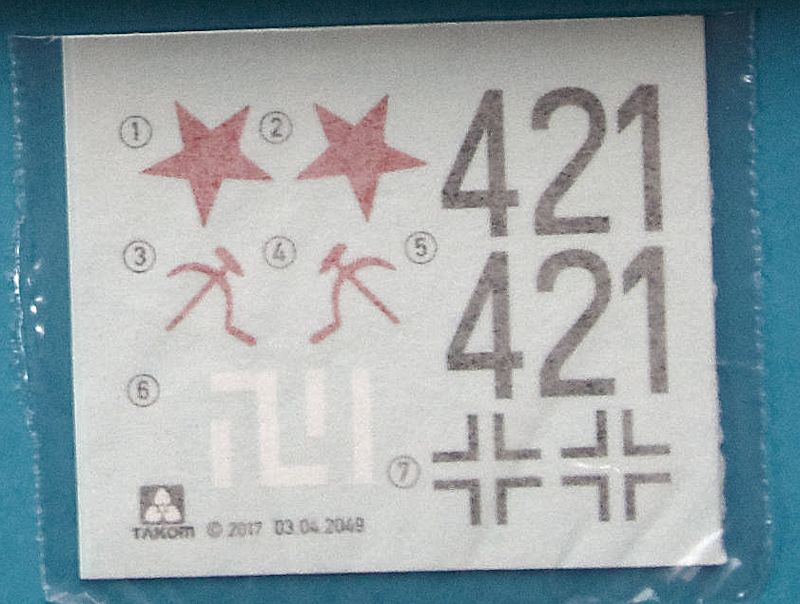 ① ②
421
③ ④ ⑤
421
⑥
⑦
TAKOM © 2017 03.04.2049